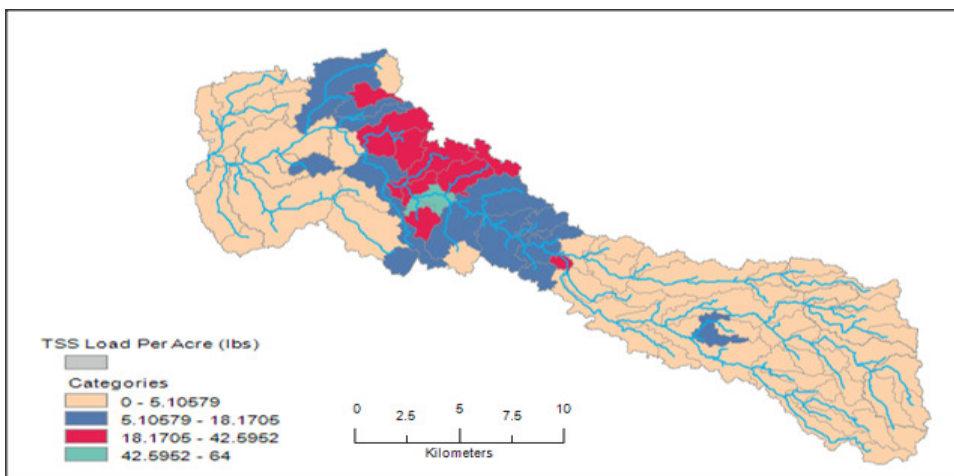 TSS Load Per Acre (lbs)
Categories
0 - 5.10579
5.10579 - 18.1705
18.1705 - 42.5952
42.5952 - 64
0 2.5 5 7.5 10
Kilometers